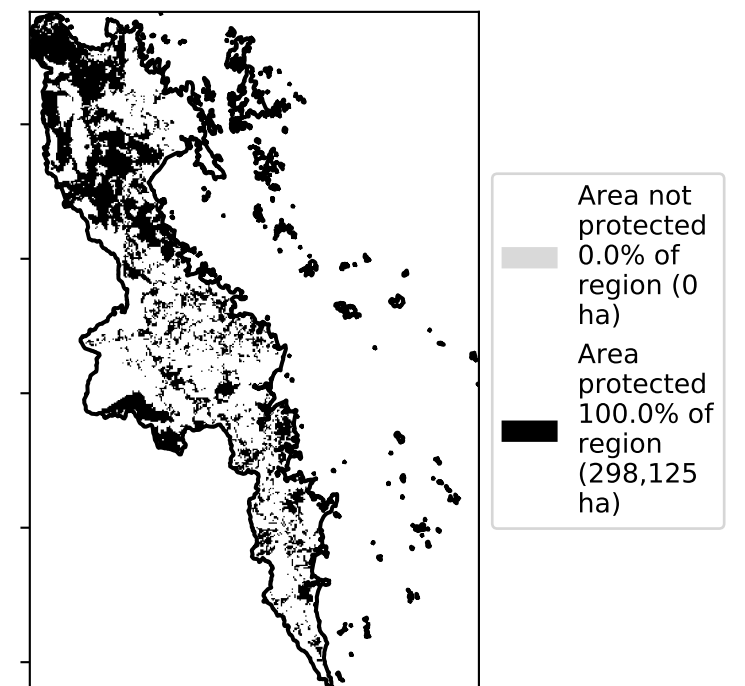 Area not
protected
0.0% of
region (0
ha)
Area
protected
100.0% of
region
(298,125
ha)